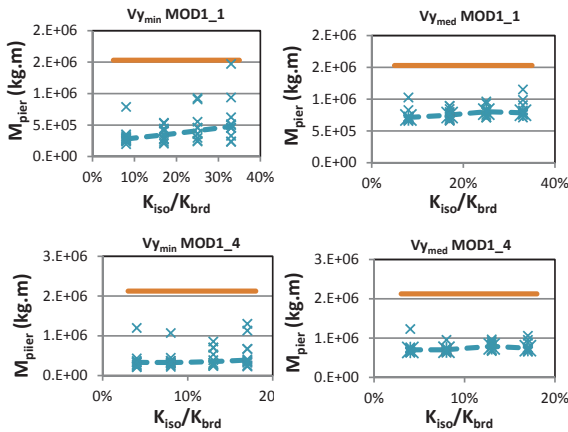 Vymin MOD1_1
Vymed MOD1_1
2.E+06
2.E+06
1.E+06
5.E+05
0.E+00
Mpier (kg.m)
0% 10% 20% 30% 40%
Kiso/Kbrd
2.E+06
2.E+06
1.E+06
5.E+05
0.E+00
Mpier (kg.m)
0% 20% 40%
Kiso/Kbrd
Vymin MOD1_4
Vymed MOD1_4
3.E+06
2.E+06
1.E+06
0.E+00
Mpiier (kg.m)
0% 10% 20
Kiso/Kbrd
3.E+06
2.E+06
1.E+06
0.E+00
Mpier (kg.m)
0% 10% 20%
Kiso/Kbrd